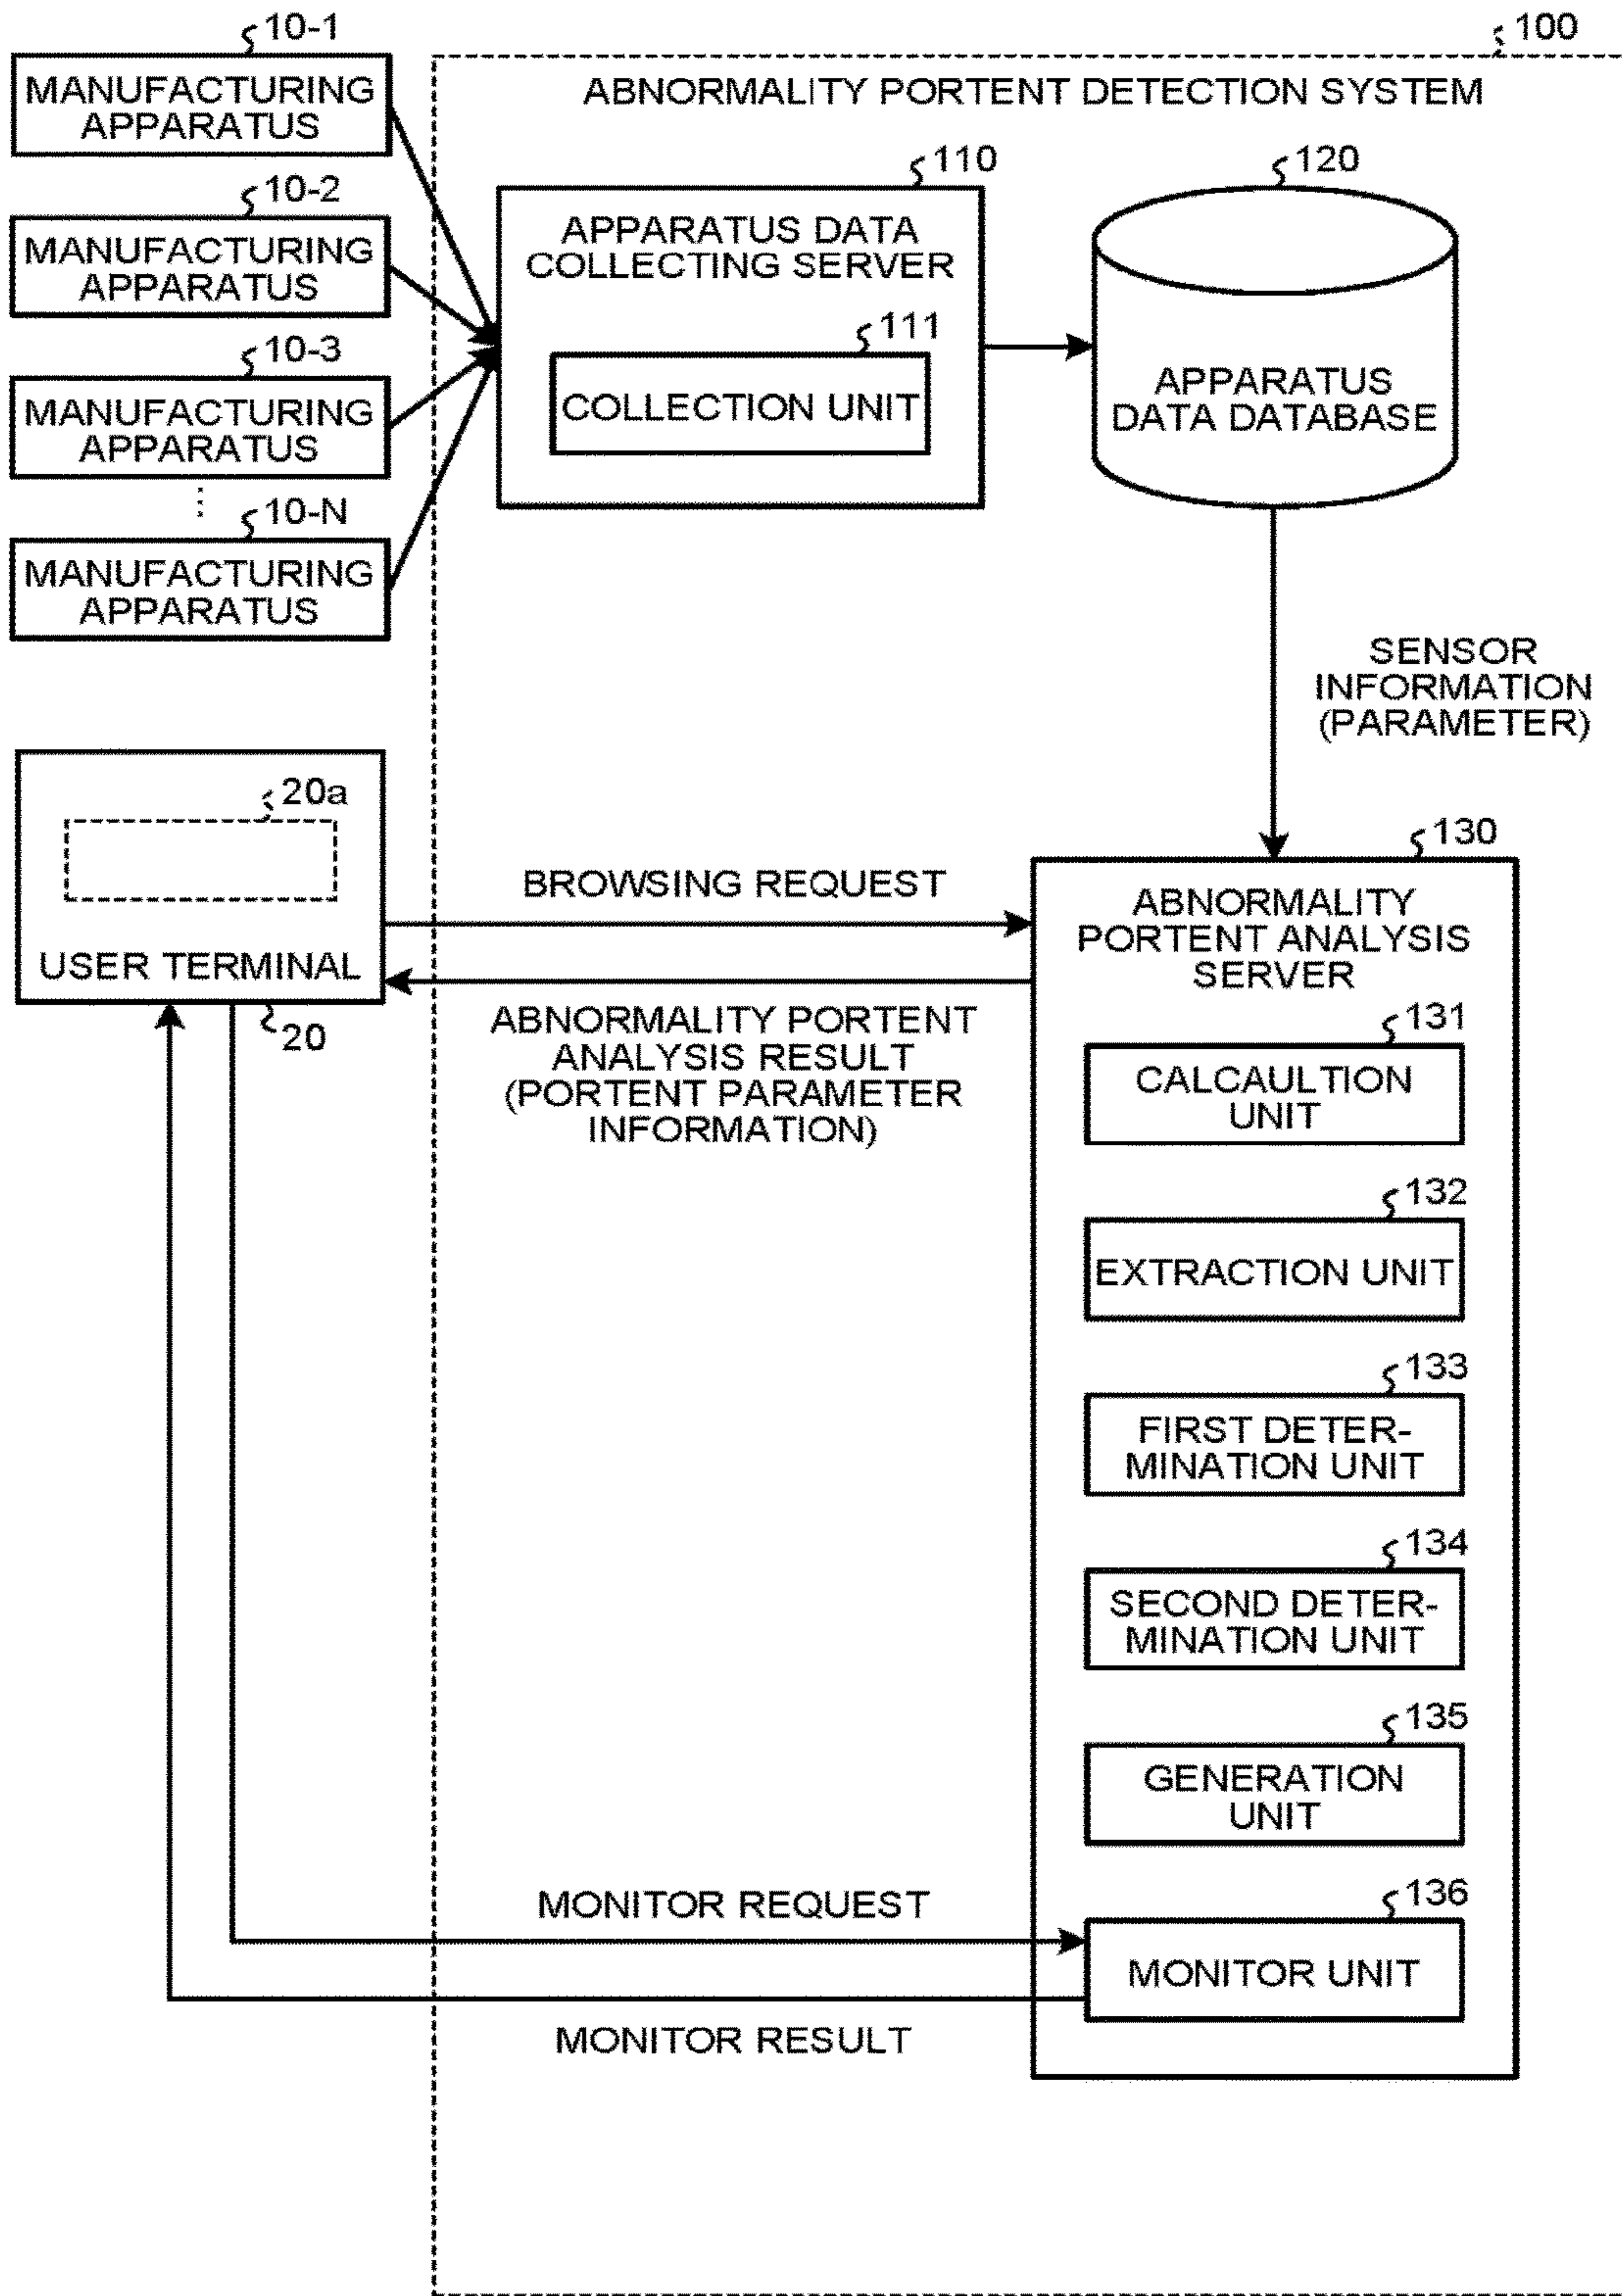 10-1
MANUFACTURING
APPARATUS
10-2
MANUFACTURING
APPARATUS
10-3
MANUFACTURING
APPARATUS
10-N
MANUFACTURING
APPARATUS
100
ABNORMALITY PORTENT DETECTION SYSTEM
110
APPARATUS DATA
COLLECTING SERVER
111
COLLECTION UNIT
120
APPARATUS
DATA DATABASE
SENSOR
INFORMATION
(PARAMETER)
20a
USER TERMINAL
20
BROWSING REQUEST
ABNORMALITY PORTENT
ANALYSIS RESULT
(PORTENT PARAMETER
INFORMATION)
130
ABNORMALITY
PORTENT ANALYSIS
SERVER
131
CALCAULTION
UNIT
132
EXTRACTION UNIT
133
FIRST DETER-
MINATION UNIT
134
SECOND DETER-
MINATION UNIT
135
GENERATION
UNIT
136
MONITOR UNIT
MONITOR REQUEST
MONITOR RESULT